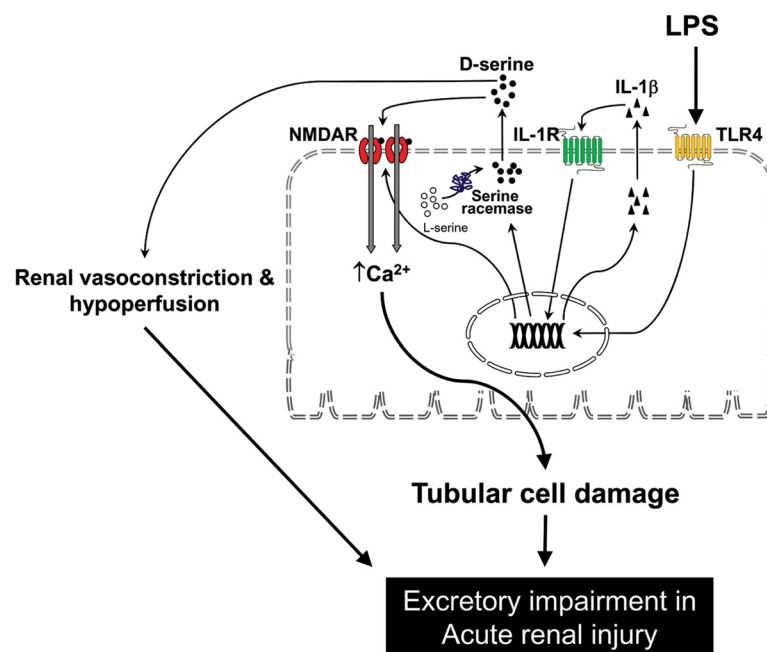 LPS
D-serine
IL-1β
NMDAR
IL-1R
TLR4
Serine
racemase
L-serine
↑Ca²⁺
Renal vasoconstriction &
hypoperfusion
Tubular cell damage
Excretory impairment in
Acute renal injury